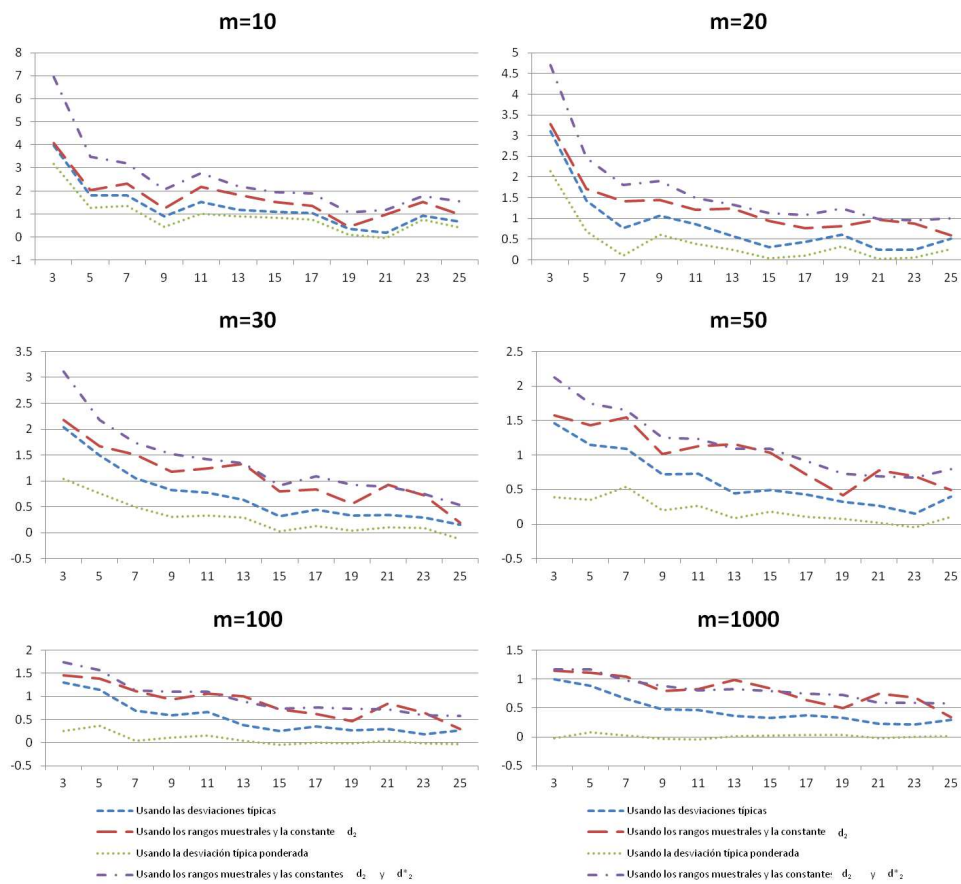 m=10
m=20
8
7
6
5
4
3
2
1
0
-1
3 5 7 9 11 13 15 17 19 21 23 25
5
4.5
4
3.5
3
2.5
2
1.5
1
0.5
0
3 5 7 9 11 13 15 17 19 21 23 25
m=30
m=50
3.5
3
2.5
2
1.5
1
0.5
0
-0.5
3 5 7 9 11 13 15 17 19 21 23 25
2.5
2
1.5
1
0.5
0
-0.5
3 5 7 9 11 13 15 17 19 21 23 25
m=100
m=1000
2
1.5
1
0.5
0
-0.5
3 5 7 9 11 13 15 17 19 21 23 25
1.5
1
0.5
0
-0.5
3 5 7 9 11 13 15 17 19 21 23 25
Usando las desviaciones típicas
Usando los rangos muestrales y la constante d₂
Usando la desviación típica ponderada
Usando los rangos muestrales y las constantes d₂ y d*₂
Usando las desviaciones típicas
Usando los rangos muestrales y la constante d₂
Usando la desviación típica ponderada
Usando los rangos muestrales y las constantes d₂ y d*₂